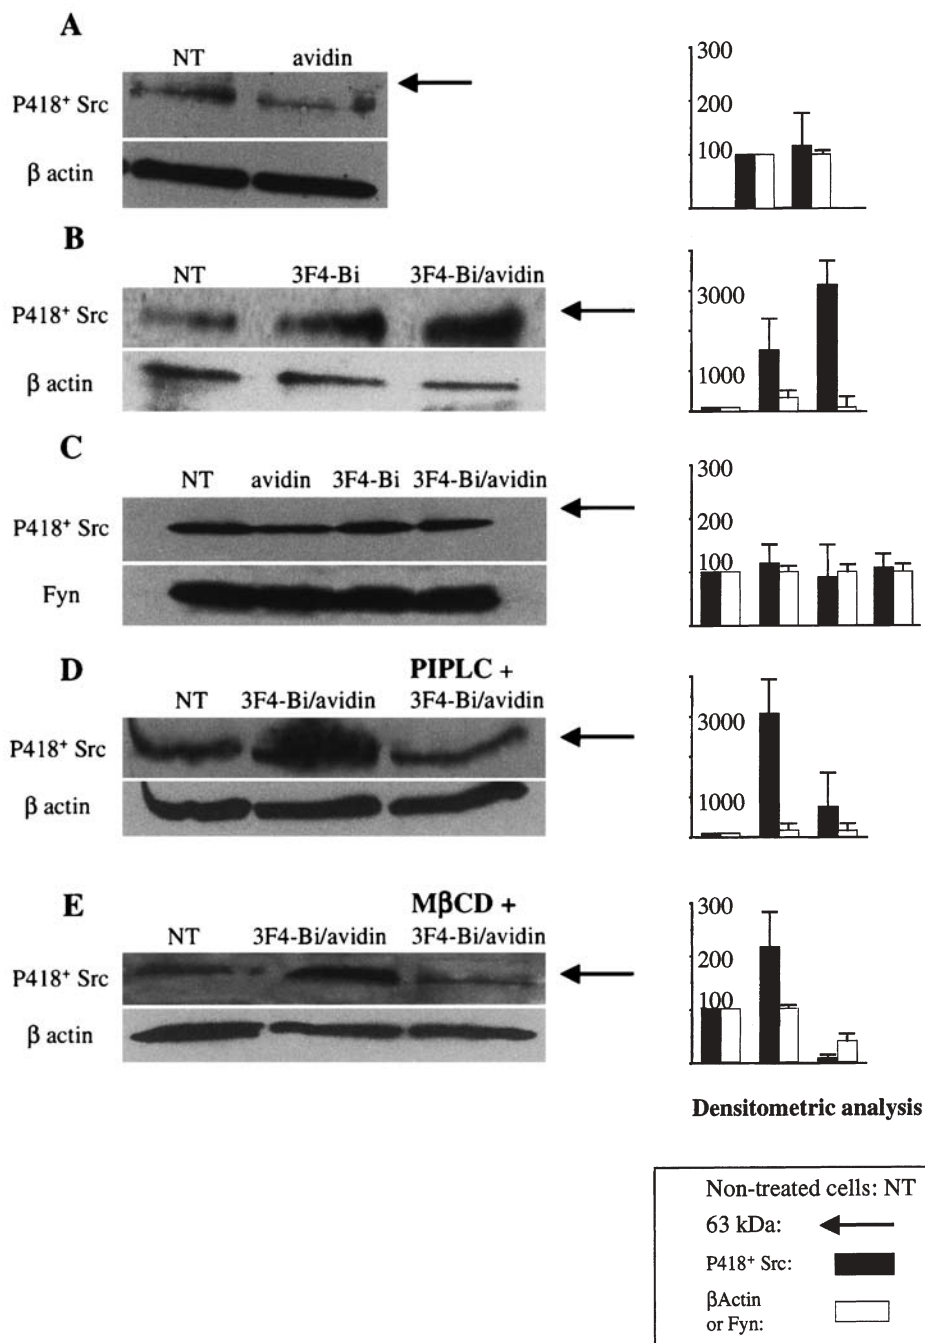 A
NT avidin
P418+ Src
β actin
300
200
100
B
NT 3F4-Bi 3F4-Bi/avidin
P418+ Src
β actin
3000
1000
C
NT avidin 3F4-Bi 3F4-Bi/avidin
P418+ Src
Fyn
300
200
100
D
PIPLC +
NT 3F4-Bi/avidin 3F4-Bi/avidin
P418+ Src
β actin
3000
1000
E
MβCD +
NT 3F4-Bi/avidin 3F4-Bi/avidin
P418+ Src
β actin
300
200
100
Densitometric analysis
Non-treated cells: NT
63 kDa:
P418+ Src:
βActin
or Fyn: